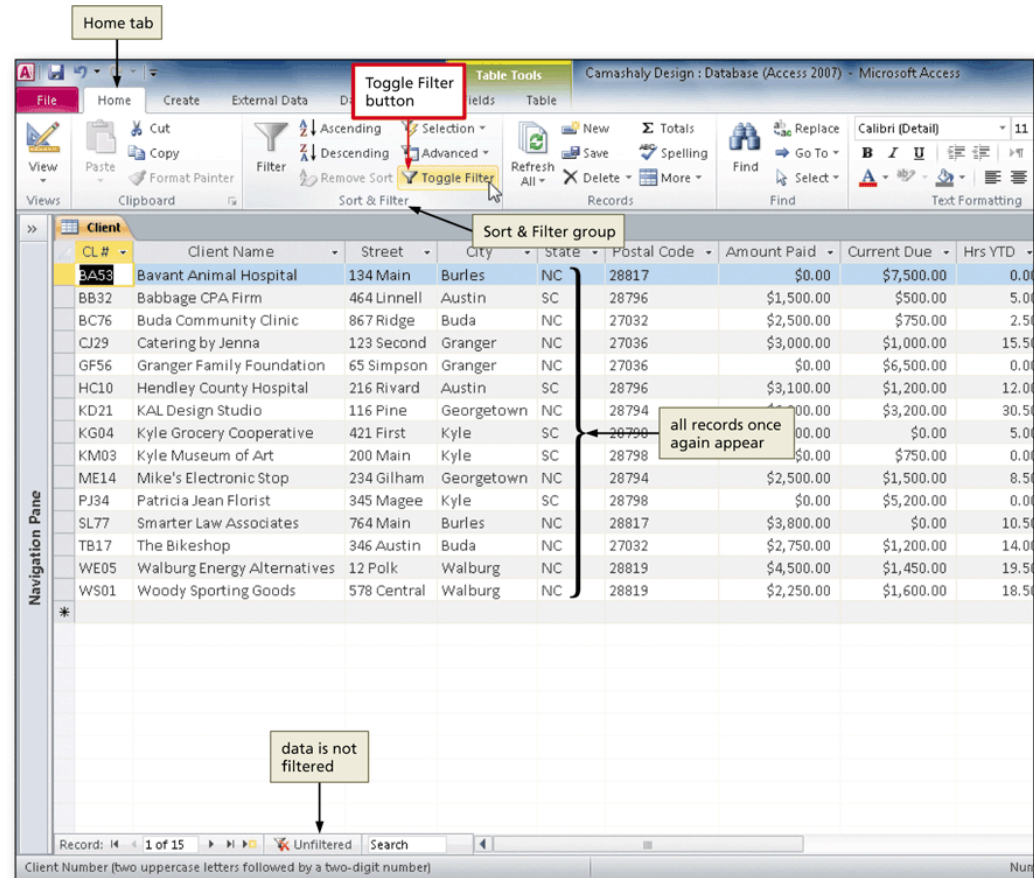 Home tab
Table Tools Camashaly Design : Database (Access 2007) - Microsoft Access
Toggle Filter
button
File Home Create External Data Table
Cut Ascending Selection New Σ Totals Replace Calibri (Detail) 11
Copy Descending Advanced Save Spelling Go To B I U
View Paste Format Painter Filter Remove Sort Toggle Filter Refresh All Delete More Find Select A
Views Clipboard Sort & Filter Records Find Text Formatting
Sort & Filter group
Client
CL # Client Name Street City State Postal Code Amount Paid Current Due Hrs YTD
BA53 Bavant Animal Hospital 134 Main Burles NC 28817 $0.00 $7,500.00
BB32 Babbage CPA Firm 464 Linnell Austin SC 28796 $1,500.00 $500.00
BC76 Buda Community Clinic 867 Ridge Buda NC 27032 $2,500.00 $750.00
CJ29 Catering by Jenna 123 Second Granger NC 27036 $3,000.00 $1,000.00
GF56 Granger Family Foundation 65 Simpson Granger NC 27036 $0.00 $6,500.00
HC10 Hendley County Hospital 216 Rivard Austin SC 28796 $3,100.00 $1,200.00
KD21 KAL Design Studio 116 Pine Georgetown NC 28794 $3,200.00
KG04 Kyle Grocery Cooperative 421 First Kyle SC 28798 $0.00
KM03 Kyle Museum of Art 200 Main Kyle SC 28798 $0.00 $750.00
all records once
again appear
ME14 Mike's Electronic Stop 234 Gilham Georgetown NC 28794 $2,500.00 $1,500.00
PJ34 Patricia Jean Florist 345 Magee Kyle SC 28798 $0.00 $5,200.00
SL77 Smarter Law Associates 764 Main Burles NC 28817 $3,800.00 $0.00
TB17 The Bikeshop 346 Austin Buda NC 27032 $2,750.00 $1,200.00
WE05 Walburg Energy Alternatives 12 Polk Walburg NC 28819 $4,500.00 $1,450.00
WS01 Woody Sporting Goods 578 Central Walburg NC 28819 $2,250.00 $1,600.00
Navigation Pane
data is not
filtered
Record: 1 of 15 Unfiltered Search
Client Number (two uppercase letters followed by a two-digit number)